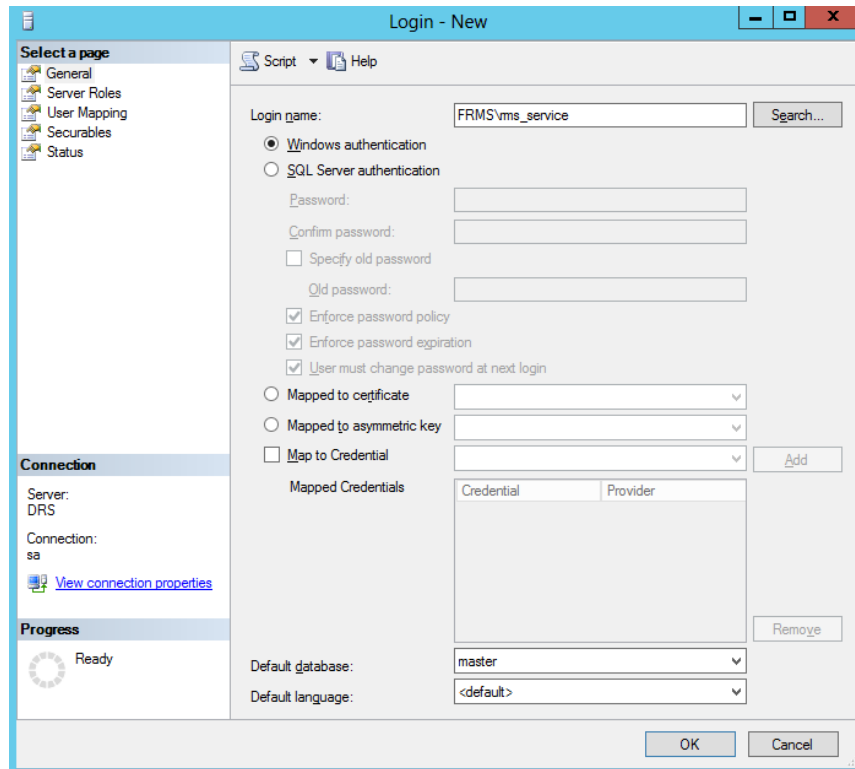 Login - New
Select a page
General
Server Roles
User Mapping
Securables
Status
Script
Help
Login name:
FRMS\rms_service
Search...
Windows authentication
SQL Server authentication
Password:
Confirm password:
Specify old password
Old password:
Enforce password policy
Enforce password expiration
User must change password at next login
Mapped to certificate
Mapped to asymmetric key
Map to Credential
Add
Mapped Credentials
Credential
Provider
Remove
Default database:
master
Default language:
<default>
Connection
Server:
DRS
Connection:
sa
View connection properties
Progress
Ready
OK
Cancel